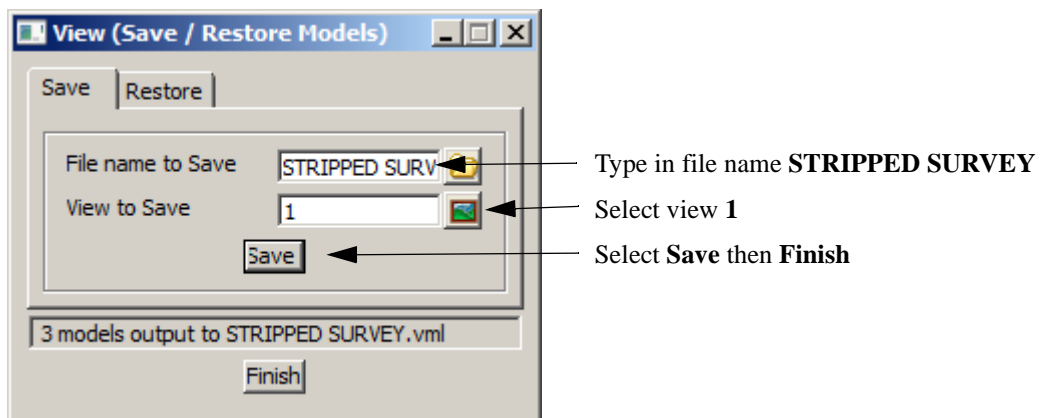 View (Save / Restore Models)
Save Restore
File name to Save STRIPPED SURV Type in file name STRIPPED SURVEY
View to Save 1 Select view 1
Save Select Save then Finish
3 models output to STRIPPED SURVEY.vml
Finish